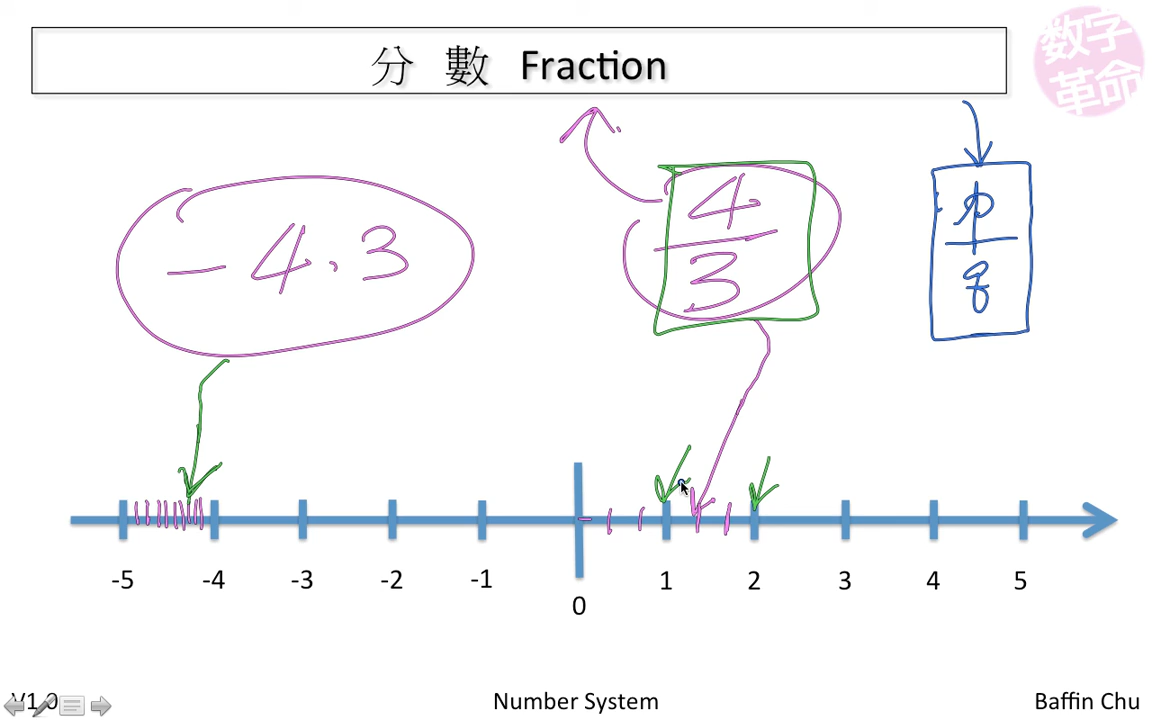 分 數 Fraction
数字
革命
-4.3
4
3
p
q
-5 -4 -3 -2 -1 0 1 2 3 4 5
V1.0 Number System Baffin Chu